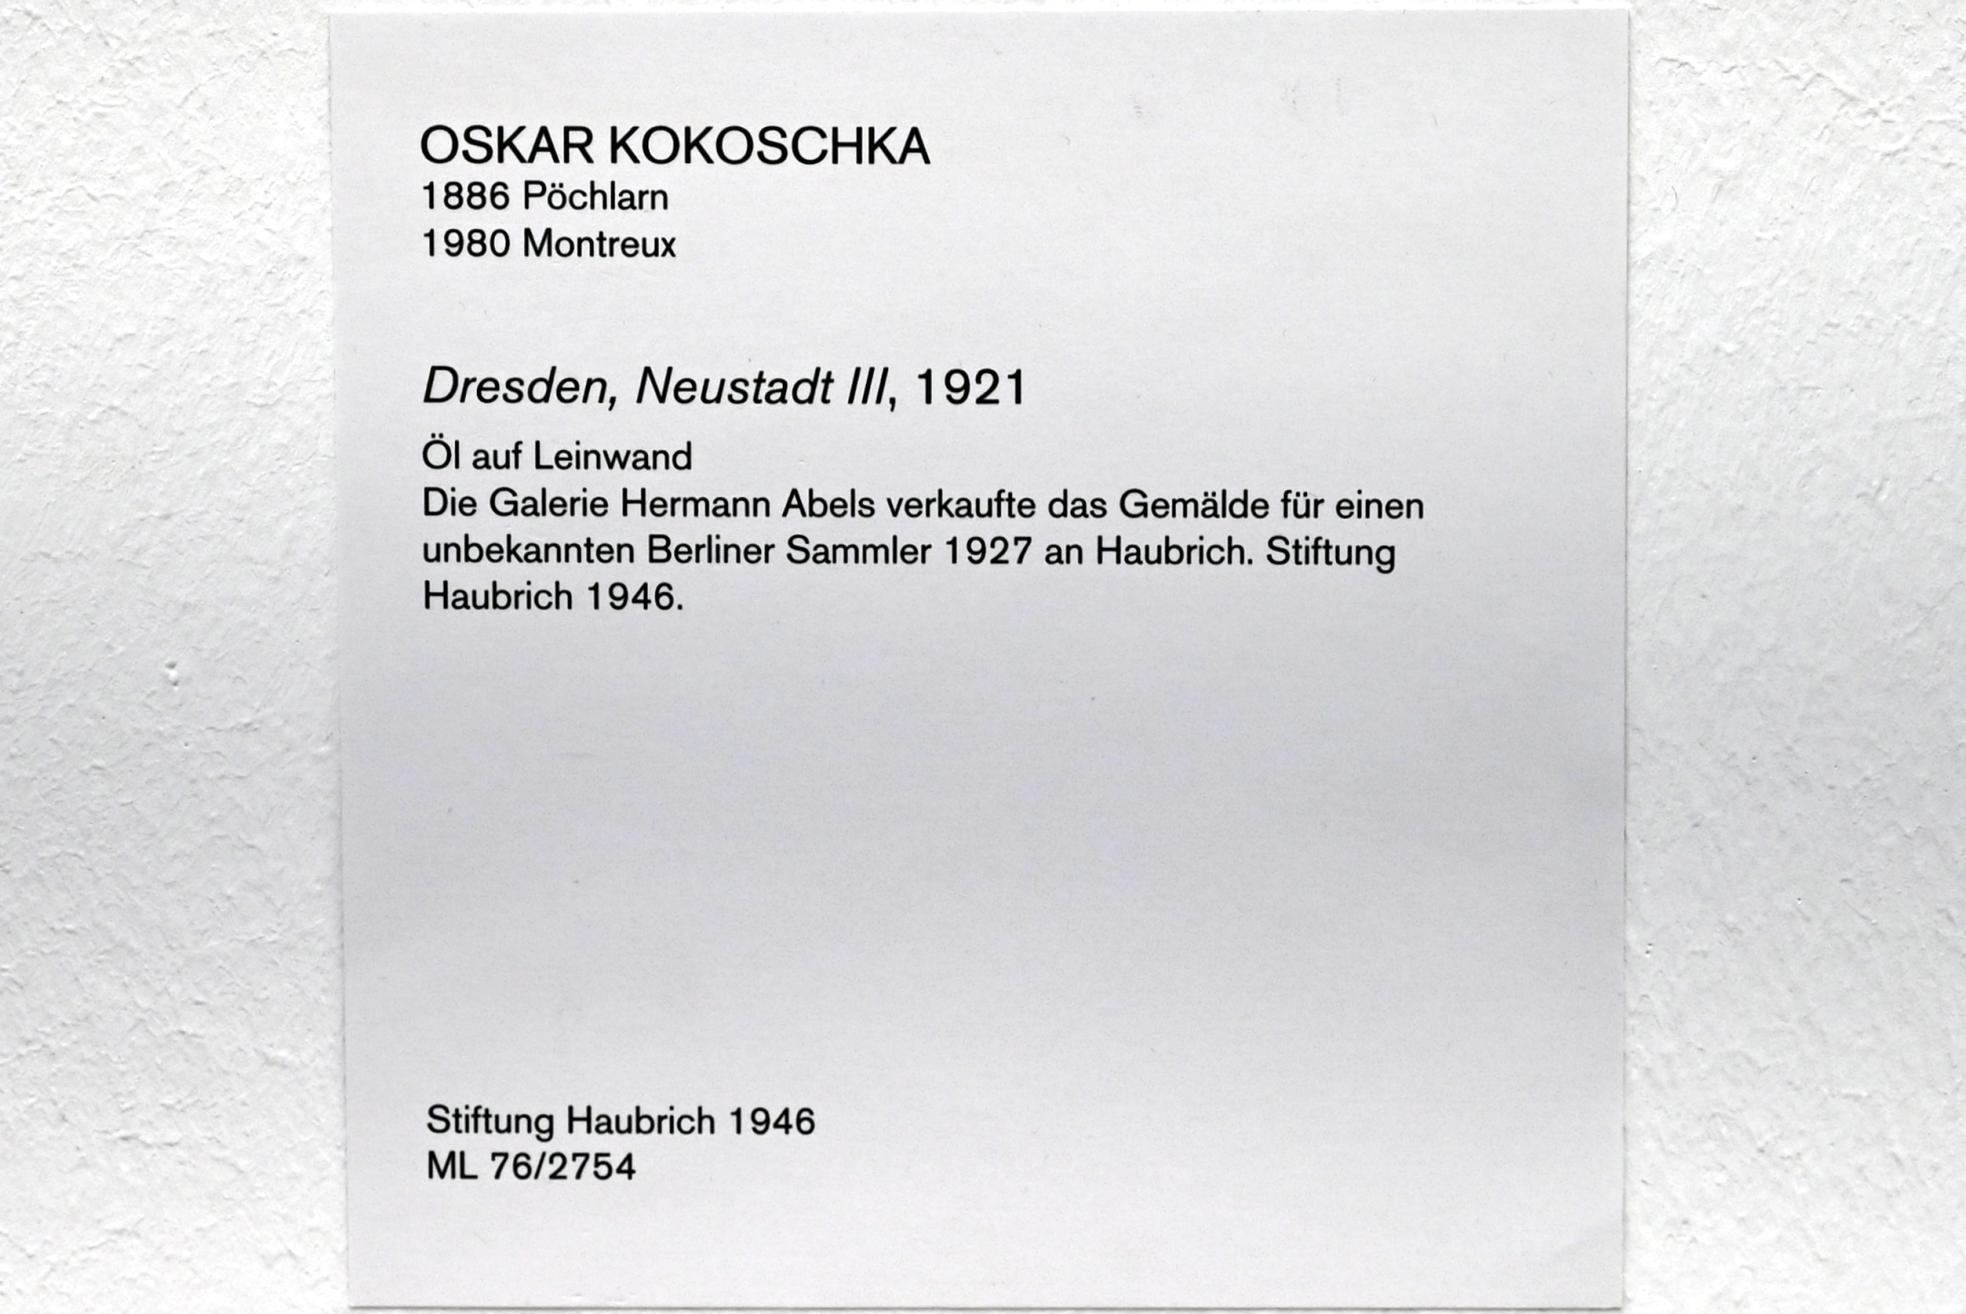 OSKAR KOKOSCHKA
1886 Pöchlarn
1980 Montreux
Dresden, Neustadt III, 1921
Öl auf Leinwand
Die Galerie Hermann Abels verkaufte das Gemälde für einen
unbekannten Berliner Sammler 1927 an Haubrich. Stiftung
Haubrich 1946.
Stiftung Haubrich 1946
ML 76/2754